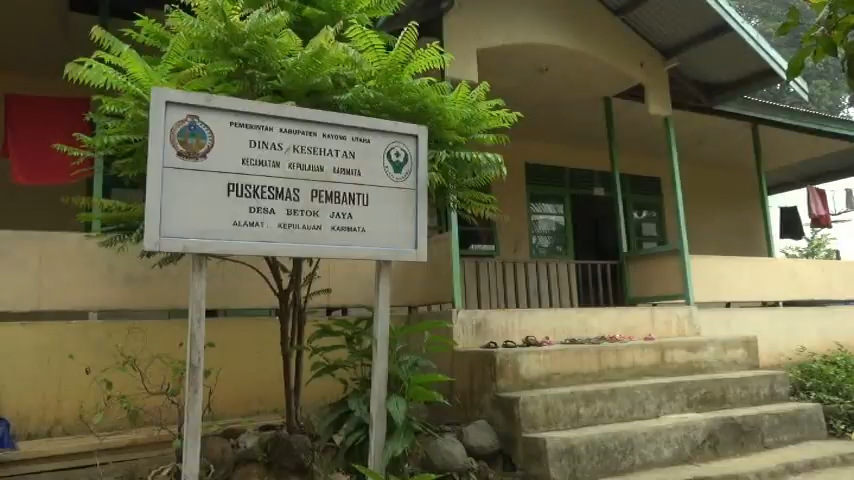 PEMERINTAH KABUPATEN KAYONG UTARA
DINAS KESEHATAN
KECAMATAN KEPULAUAN KARIMATA
PUSKESMAS PEMBANTU
DESA BETOK JAYA
ALAMAT : KEPULAUAN KARIMATA